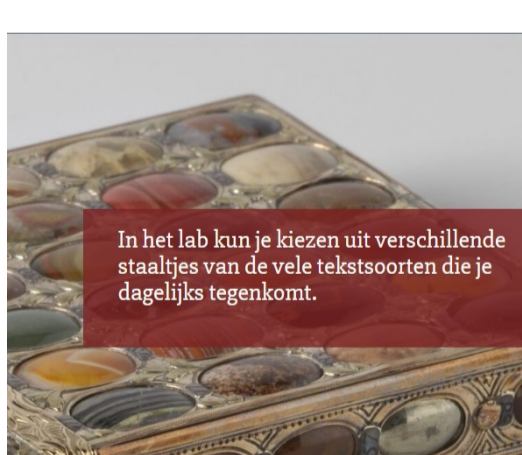 In het lab kun je kiezen uit verschillende
staaltjes van de vele tekstsoorten die je
dagelijks tegenkomt.